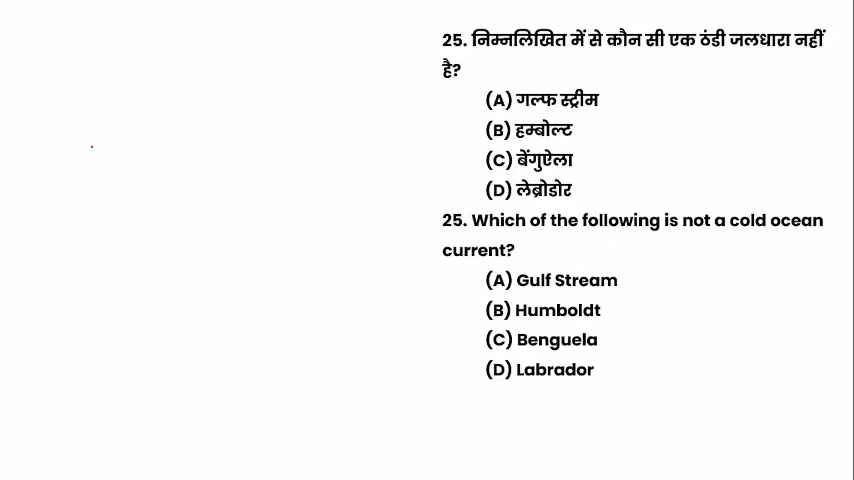 25. निम्नलिखित में से कौन सी एक ठंडी जलधारा नहीं
है?
(A) गल्फ स्ट्रीम
(B) हम्बोल्ट
(C) बेंगुऐला
(D) लेब्रोडोर
25. Which of the following is not a cold ocean
current?
(A) Gulf Stream
(B) Humboldt
(C) Benguela
(D) Labrador